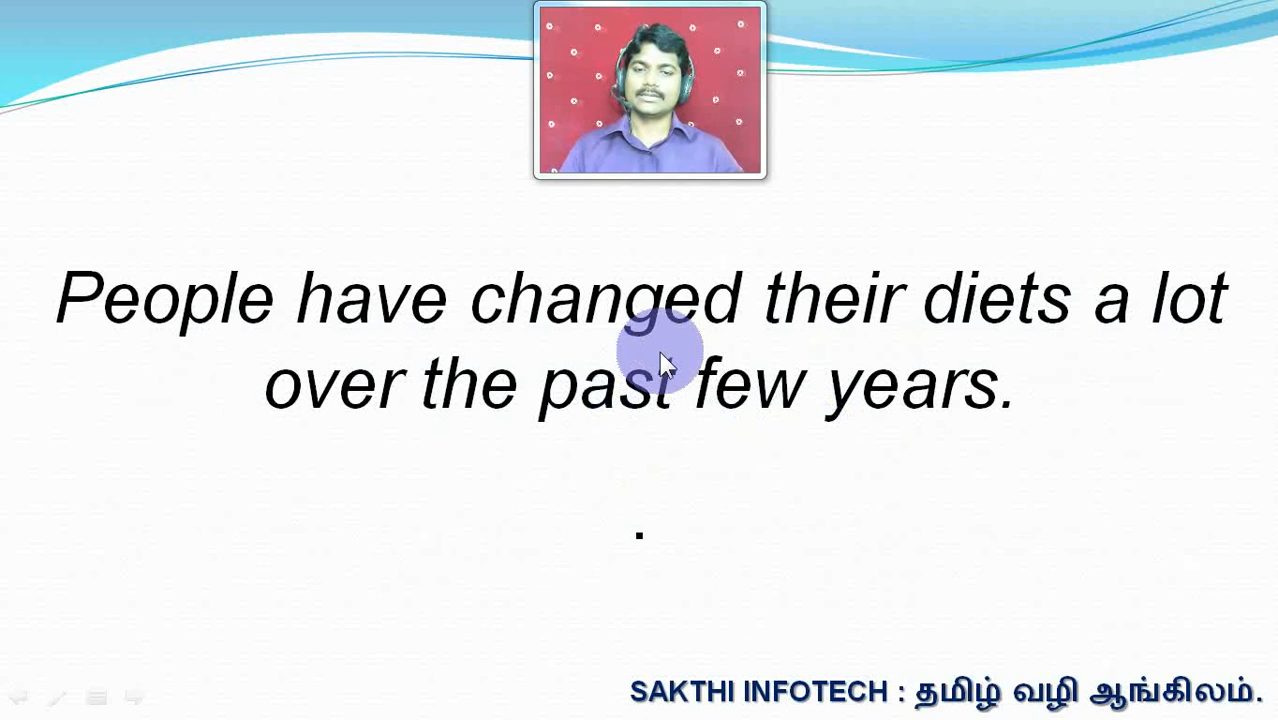 People have changed their diets a lot
over the past few years.
.
SAKTHI INFOTECH : தமிழ் வழி ஆங்கிலம்.